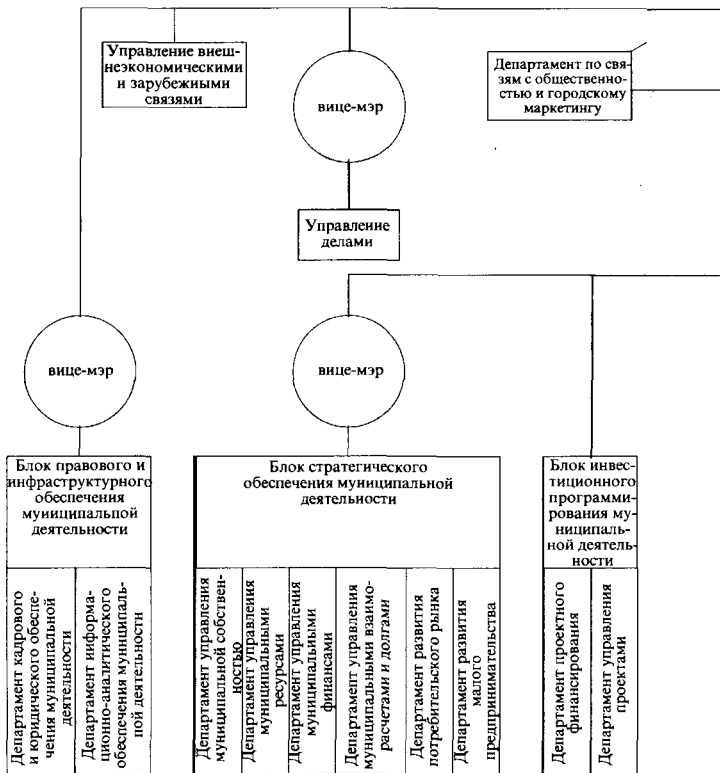 Управление внеш-
неэкономическими
и зарубежными
связями
вице-мэр
Департамент по свя-
зям с общественно-
стью и городскому
маркетингу
Управление
делами
вице-мэр
вице-мэр
Блок правового и
инфраструктурного
обеспечения
муниципальной
деятельности
Блок стратегического
обеспечения муниципальной
деятельности
Блок инвес-
тиционного
программи-
рования му-
ниципаль-
ной деятель-
ности
Департамент кадрового
и юридического обеспе-
чения муниципальной
деятельности
Департамент информа-
ционно-аналитического
обеспечения муниципаль-
ной деятельности
Департамент управления
муниципальной собствен-
ностью
Департамент управления
муниципальными
ресурсами
Департамент управления
муниципальными
финансами
Департамент управления
муниципальными взаимо-
расчетами и долгами
Департамент развития
потребительского рынка
Департамент развития
малого
предпринимательства
Департамент проектного
финансирования
Департамент управления
проектами